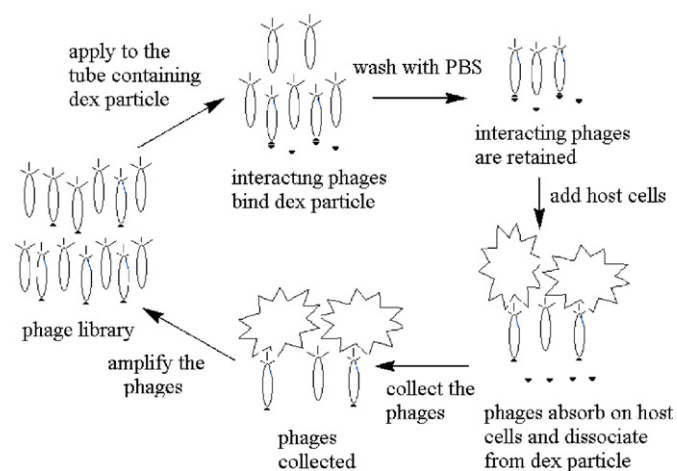 apply to the
tube containing
dex particle
wash with PBS
interacting phages
bind dex particle
interacting phages
are retained
add host cells
phages absorb on host
cells and dissociate
from dex particle
collect the
phages
phages
collected
amplify the
phages
phage library